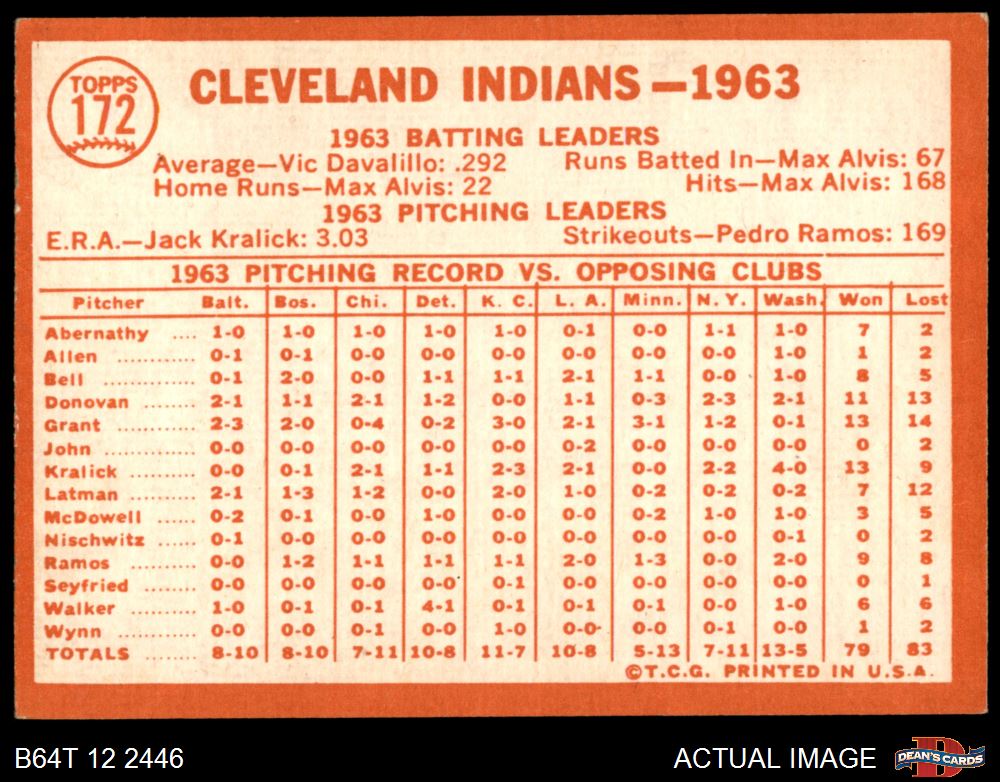 TOPPS
172
CLEVELAND INDIANS—1963
1963 BATTING LEADERS
Average—Vic Davalillo: .292 Runs Batted In—Max Alvis: 67
Home Runs—Max Alvis: 22 Hits—Max Alvis: 168
1963 PITCHING LEADERS
E.R.A.—Jack Kralick: 3.03 Strikeouts—Pedro Ramos: 169
1963 PITCHING RECORD VS. OPPOSING CLUBS
Pitcher Balt. Bos. Chi. Det. K. C. L. A. Minn. N. Y. Wash. Won Lost
Abernathy .... 1-0 1-0 1-0 1-0 1-0 0-1 0-0 1-1 1-0 7 2
Allen ............ 0-1 0-1 0-0 0-0 0-0 0-0 0-0 0-0 1-0 1 2
Bell .............. 0-1 2-0 0-0 1-1 1-1 2-1 1-1 0-0 1-0 8 5
Donovan ........ 2-1 1-1 2-1 1-2 0-0 1-1 0-3 2-3 2-1 11 13
Grant ............ 2-3 2-0 0-4 0-2 3-0 2-1 3-1 1-2 0-1 13 14
John .............. 0-0 0-0 0-0 0-0 0-0 0-2 0-0 0-0 0-0 0 2
Kralick .......... 0-0 0-1 2-1 1-1 2-3 2-1 0-0 2-2 4-0 13 9
Latman .......... 2-1 1-3 1-2 0-0 2-0 1-0 0-2 0-2 0-2 7 12
McDowell ...... 0-2 0-1 0-0 1-0 0-0 0-0 0-2 1-0 1-0 3 5
Nischwitz ...... 0-1 0-0 0-0 0-0 0-0 0-0 0-0 0-0 0-1 0 2
Ramos .......... 0-0 1-2 1-1 1-1 1-1 2-0 1-3 0-0 2-0 9 8
Seyfried ........ 0-0 0-0 0-0 0-0 0-1 0-0 0-0 0-0 0-0 0 1
Walker .......... 1-0 0-1 0-1 4-1 0-1 0-1 0-1 0-0 1-0 6 6
Wynn ............ 0-0 0-0 0-1 0-0 1-0 0-0 0-0 0-1 0-0 1 2
TOTALS ........ 8-10 8-10 7-11 10-8 11-7 10-8 5-13 7-11 13-5 79 83
©T.C.G. PRINTED IN U.S.A.
B64T 12 2446 ACTUAL IMAGE
D
DEAN'S CARDS